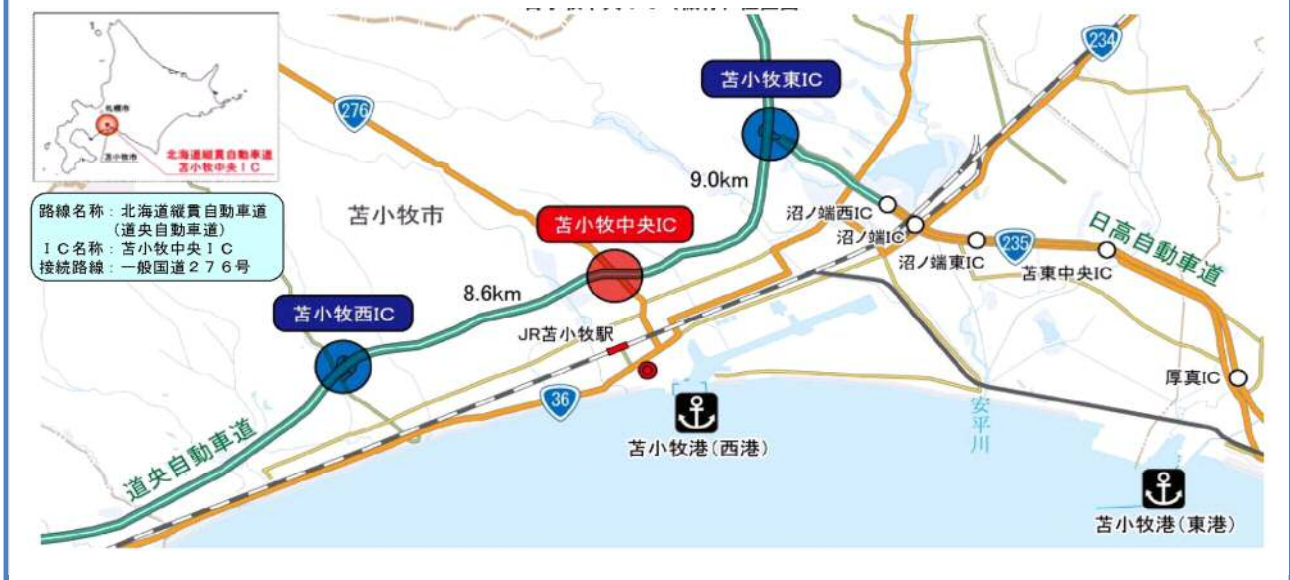 札幌市
苫小牧市
北海道縦貫自動車道
苫小牧中央ＩＣ
路線名称：北海道縦貫自動車道
（道央自動車道）
ＩＣ名称：苫小牧中央ＩＣ
接続路線：一般国道２７６号
276
苫小牧市
苫小牧東IC
234
9.0km
苫小牧中央IC
沼ノ端西IC
沼ノ端IC
沼ノ端東IC
235
苫東中央IC
日高自動車道
8.6km
苫小牧西IC
JR苫小牧駅
厚真IC
36
安平川
道央自動車道
苫小牧港（西港）
苫小牧港（東港）